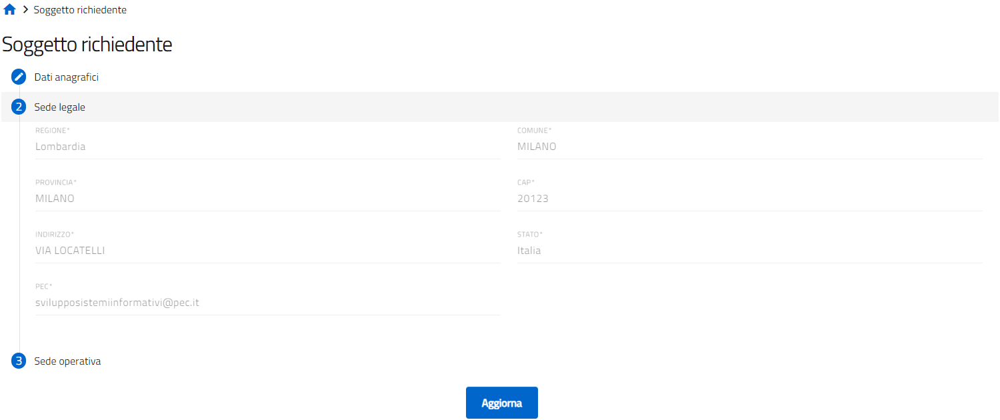 Soggetto richiedente
Soggetto richiedente
Dati anagrafici
2 Sede legale
REGIONE*
Lombardia
COMUNE*
MILANO
PROVINCIA*
MILANO
CAP*
20123
INDIRIZZO*
VIA LOCATELLI
STATO*
Italia
PEC*
svilupposistemiinformativi@pec.it
3 Sede operativa
Aggiorna